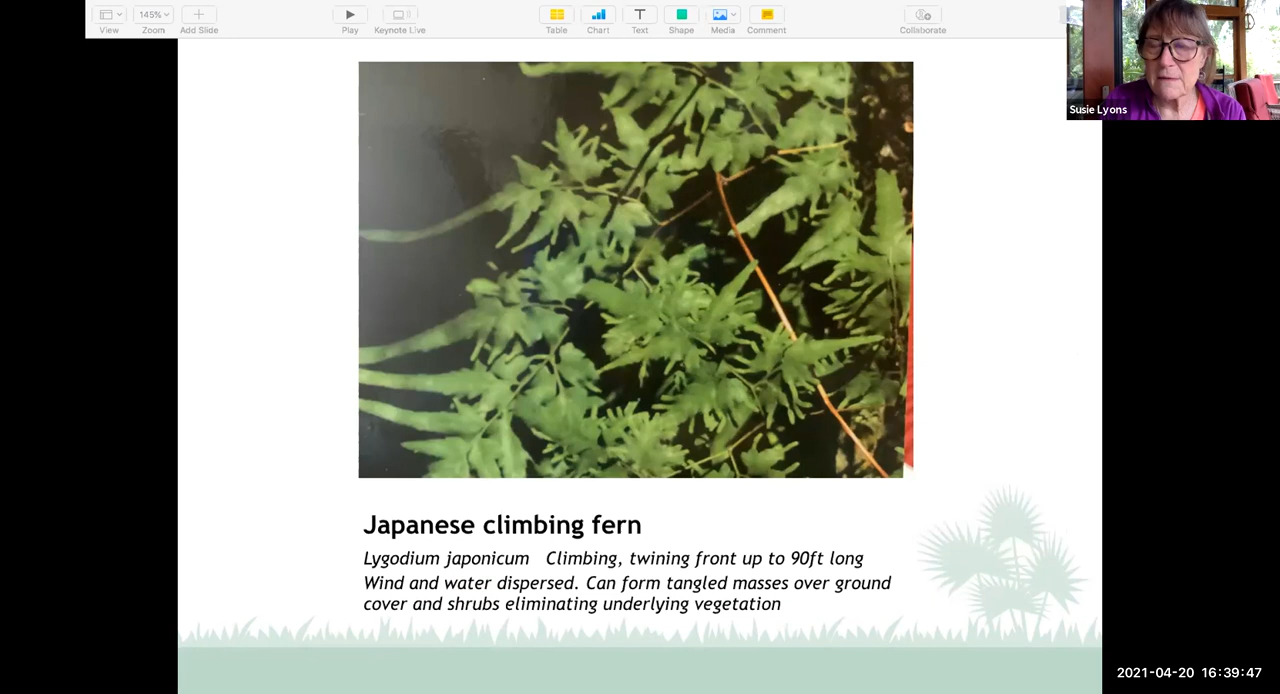 145%
View
Zoom
Add Slide
Play
Keynote Live
Table
Chart
Text
Shape
Media
Comment
Collaborate
Susie Lyons
Japanese climbing fern
Lygodium japonicum Climbing, twining front up to 90ft long
Wind and water dispersed. Can form tangled masses over ground
cover and shrubs eliminating underlying vegetation
2021-04-20 16:39:47